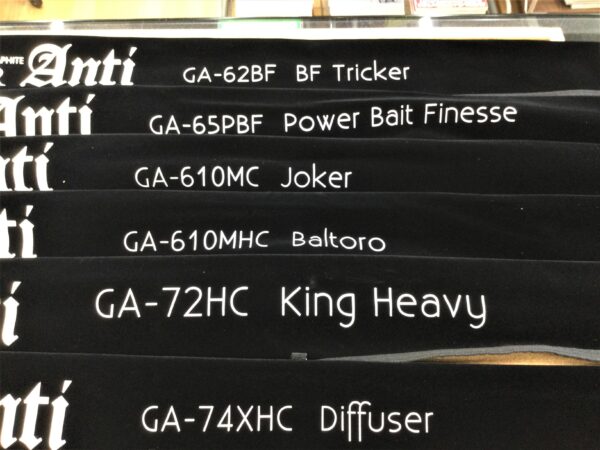 Anti GA-62BF BF Tricker
Anti GA-65PBF Power Bait Finesse
GA-610MC Joker
GA-610MHC Baltoro
GA-72HC King Heavy
GA-74XHC Diffuser